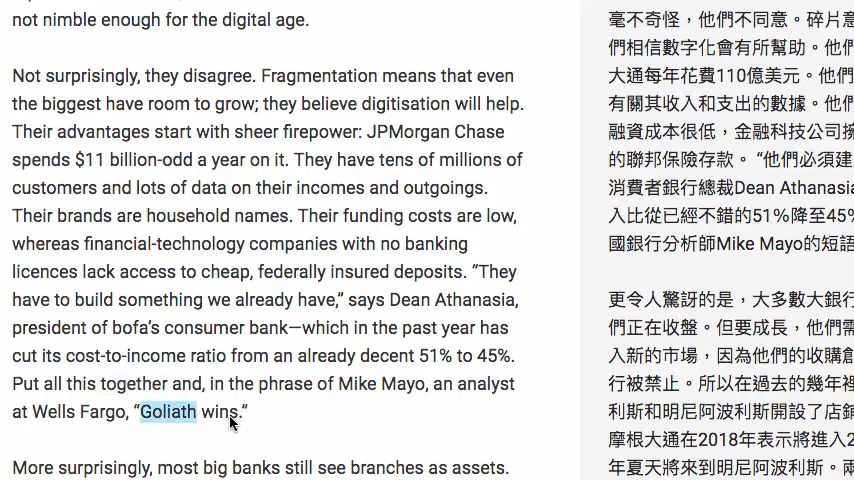 not nimble enough for the digital age.
Not surprisingly, they disagree. Fragmentation means that even
the biggest have room to grow; they believe digitisation will help.
Their advantages start with sheer firepower: JPMorgan Chase
spends $11 billion-odd a year on it. They have tens of millions of
customers and lots of data on their incomes and outgoings.
Their brands are household names. Their funding costs are low,
whereas financial-technology companies with no banking
licences lack access to cheap, federally insured deposits. “They
have to build something we already have,” says Dean Athanasia,
president of bofa’s consumer bank—which in the past year has
cut its cost-to-income ratio from an already decent 51% to 45%.
Put all this together and, in the phrase of Mike Mayo, an analyst
at Wells Fargo, “Goliath wins.”
More surprisingly, most big banks still see branches as assets.
毫不奇怪，他們不同意。碎片意
們相信數字化會有所幫助。他們
大通每年花費110億美元。他們
有關其收入和支出的數據。他們
融資成本很低，金融科技公司擁
的聯邦保險存款。 “他們必須建
消費者銀行總裁Dean Athanasia
入比從已經不錯的51％降至45％
國銀行分析師Mike Mayo的短語
更令人驚訝的是，大多數大銀行
們正在收盤。但要成長，他們需
入新的市場，因為他們的收購創
行被禁止。所以在過去的幾年裡
利斯和明尼阿波利斯開設了店鋪
摩根大通在2018年表示將進入2
年夏天將來到明尼阿波利斯。兩